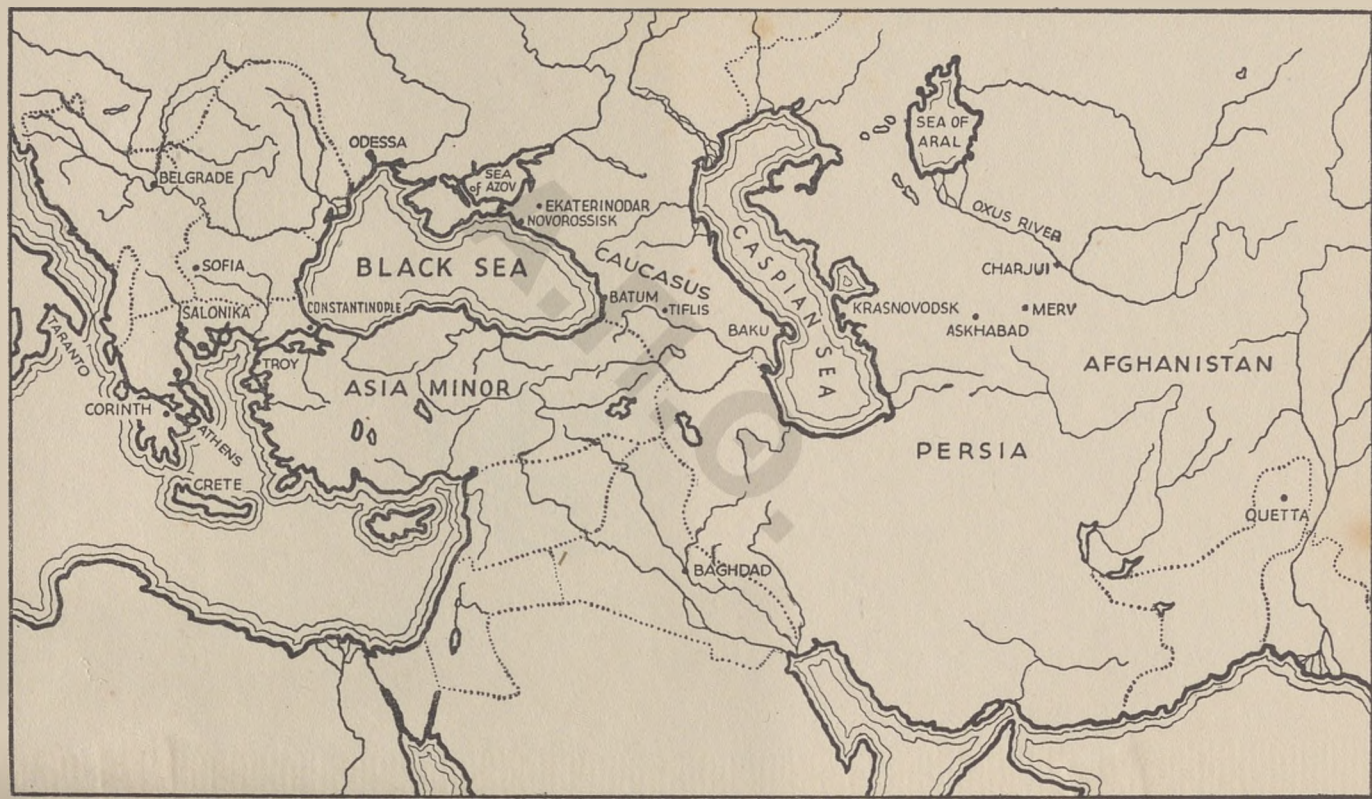 ODESSA
SEA OF
ARAL
BELGRADE
SEA
of AZOV
EKATERINODAR
NOVOROSSISK
OXUS RIVER
SOFIA
BLACK SEA
CAUCASUS
CASPIAN SEA
CHARJUI
CONSTANTINOPLE
SALONIKA
BATUM
TIFLIS
KRASNOVODSK
MERV
ASKHABAD
BAKU
TARANTO
TROY
AFGHANISTAN
ASIA MINOR
CORINTH
ATHENS
PERSIA
CRETE
QUETTA
BAGHDAD